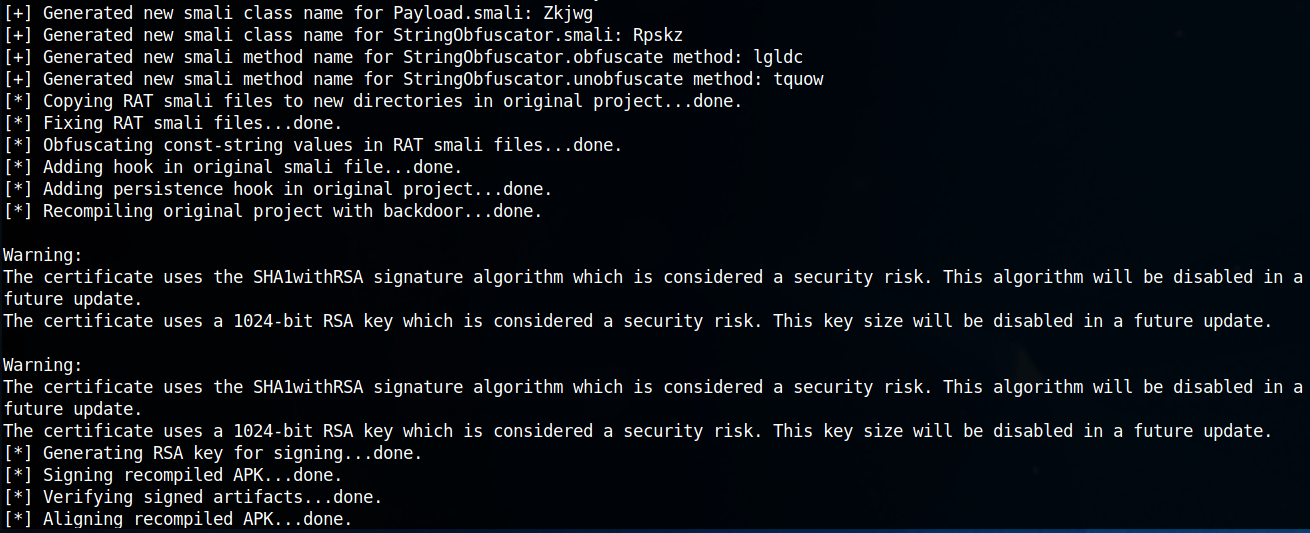 [+] Generated new smali class name for Payload.smali: Zkjwg
[+] Generated new smali class name for StringObfuscator.smali: Rpskz
[+] Generated new smali method name for StringObfuscator.obfuscate method: lgldc
[+] Generated new smali method name for StringObfuscator.unobfuscate method: tquow
[*] Copying RAT smali files to new directories in original project...done.
[*] Fixing RAT smali files...done.
[*] Obfuscating const-string values in RAT smali files...done.
[*] Adding hook in original smali file...done.
[*] Adding persistence hook in original project...done.
[*] Recompiling original project with backdoor...done.
Warning:
The certificate uses the SHA1withRSA signature algorithm which is considered a security risk. This algorithm will be disabled in a
future update.
The certificate uses a 1024-bit RSA key which is considered a security risk. This key size will be disabled in a future update.
Warning:
The certificate uses the SHA1withRSA signature algorithm which is considered a security risk. This algorithm will be disabled in a
future update.
The certificate uses a 1024-bit RSA key which is considered a security risk. This key size will be disabled in a future update.
[*] Generating RSA key for signing...done.
[*] Signing recompiled APK...done.
[*] Verifying signed artifacts...done.
[*] Aligning recompiled APK...done.